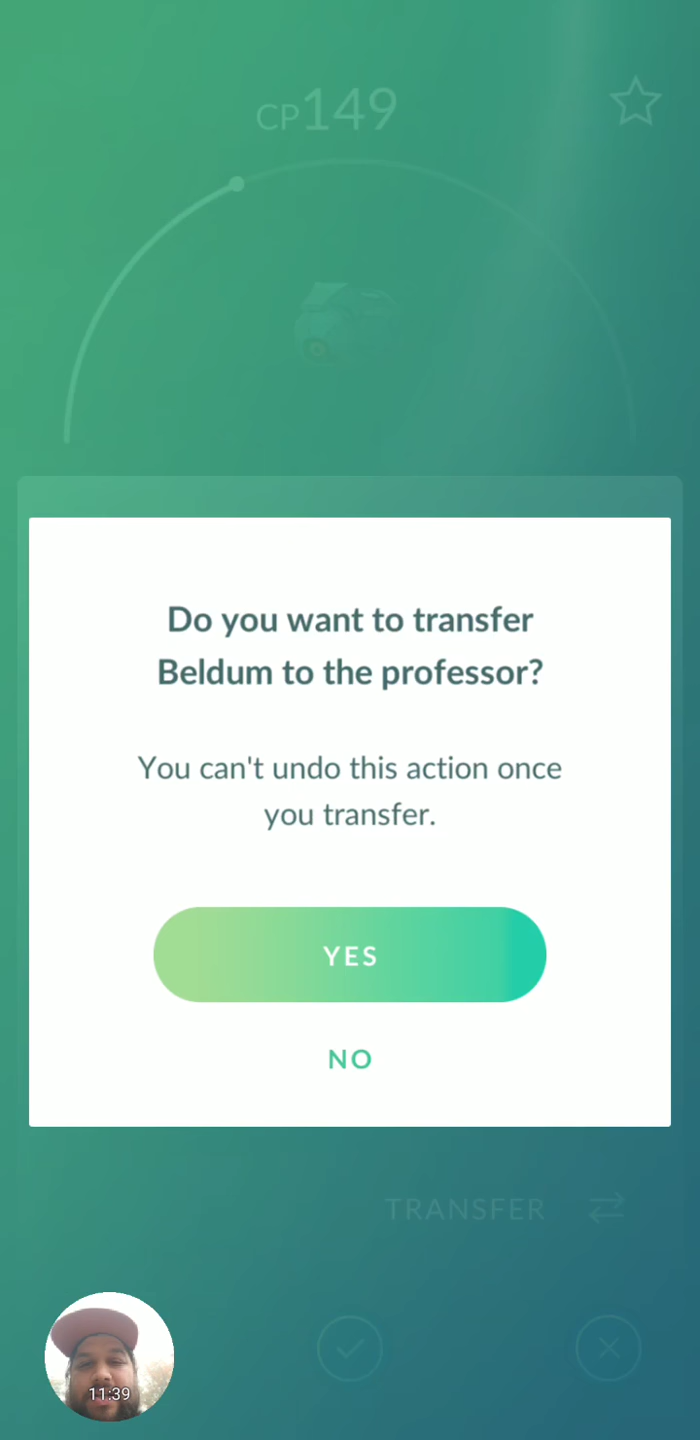 CP149
Do you want to transfer
Beldum to the professor?
You can't undo this action once
you transfer.
YES
NO
TRANSFER
11:39